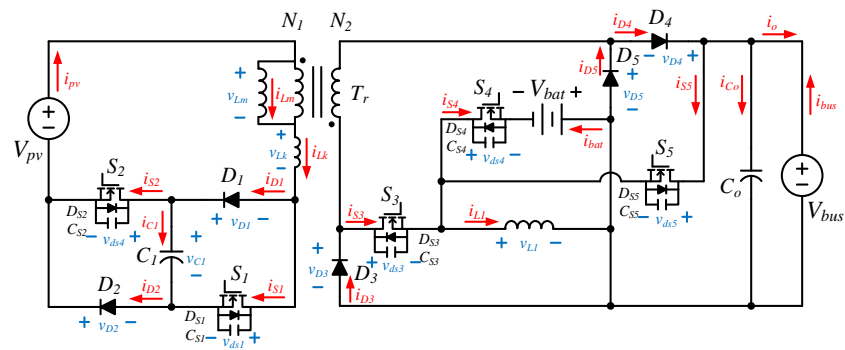 N1 N2
D4
io
iD4
ipv
+
iLm
vLm
−
+
− vD4 +
D5
iD5
+
vD5
−
iS5
iCo
ibus
Tr
S4
− Vbat +
iS4
DS4
CS4
+ vds4 −
ibat
Vpv
+
vLk
−
iLk
S2
D1
iS2
iD1
DS2
CS2
− vds4 +
+ vD1 −
iC1
C1
+
vC1
−
S3
iS3
DS3
CS3
+ vds3 −
iL1
+ vL1 −
S5
DS5
CS5
− vds5 +
+
Co
−
Vbus
D2
iD2
+ vD2 −
S1
iS1
DS1
CS1
− vds1 +
+
vD3
−
D3
iD3